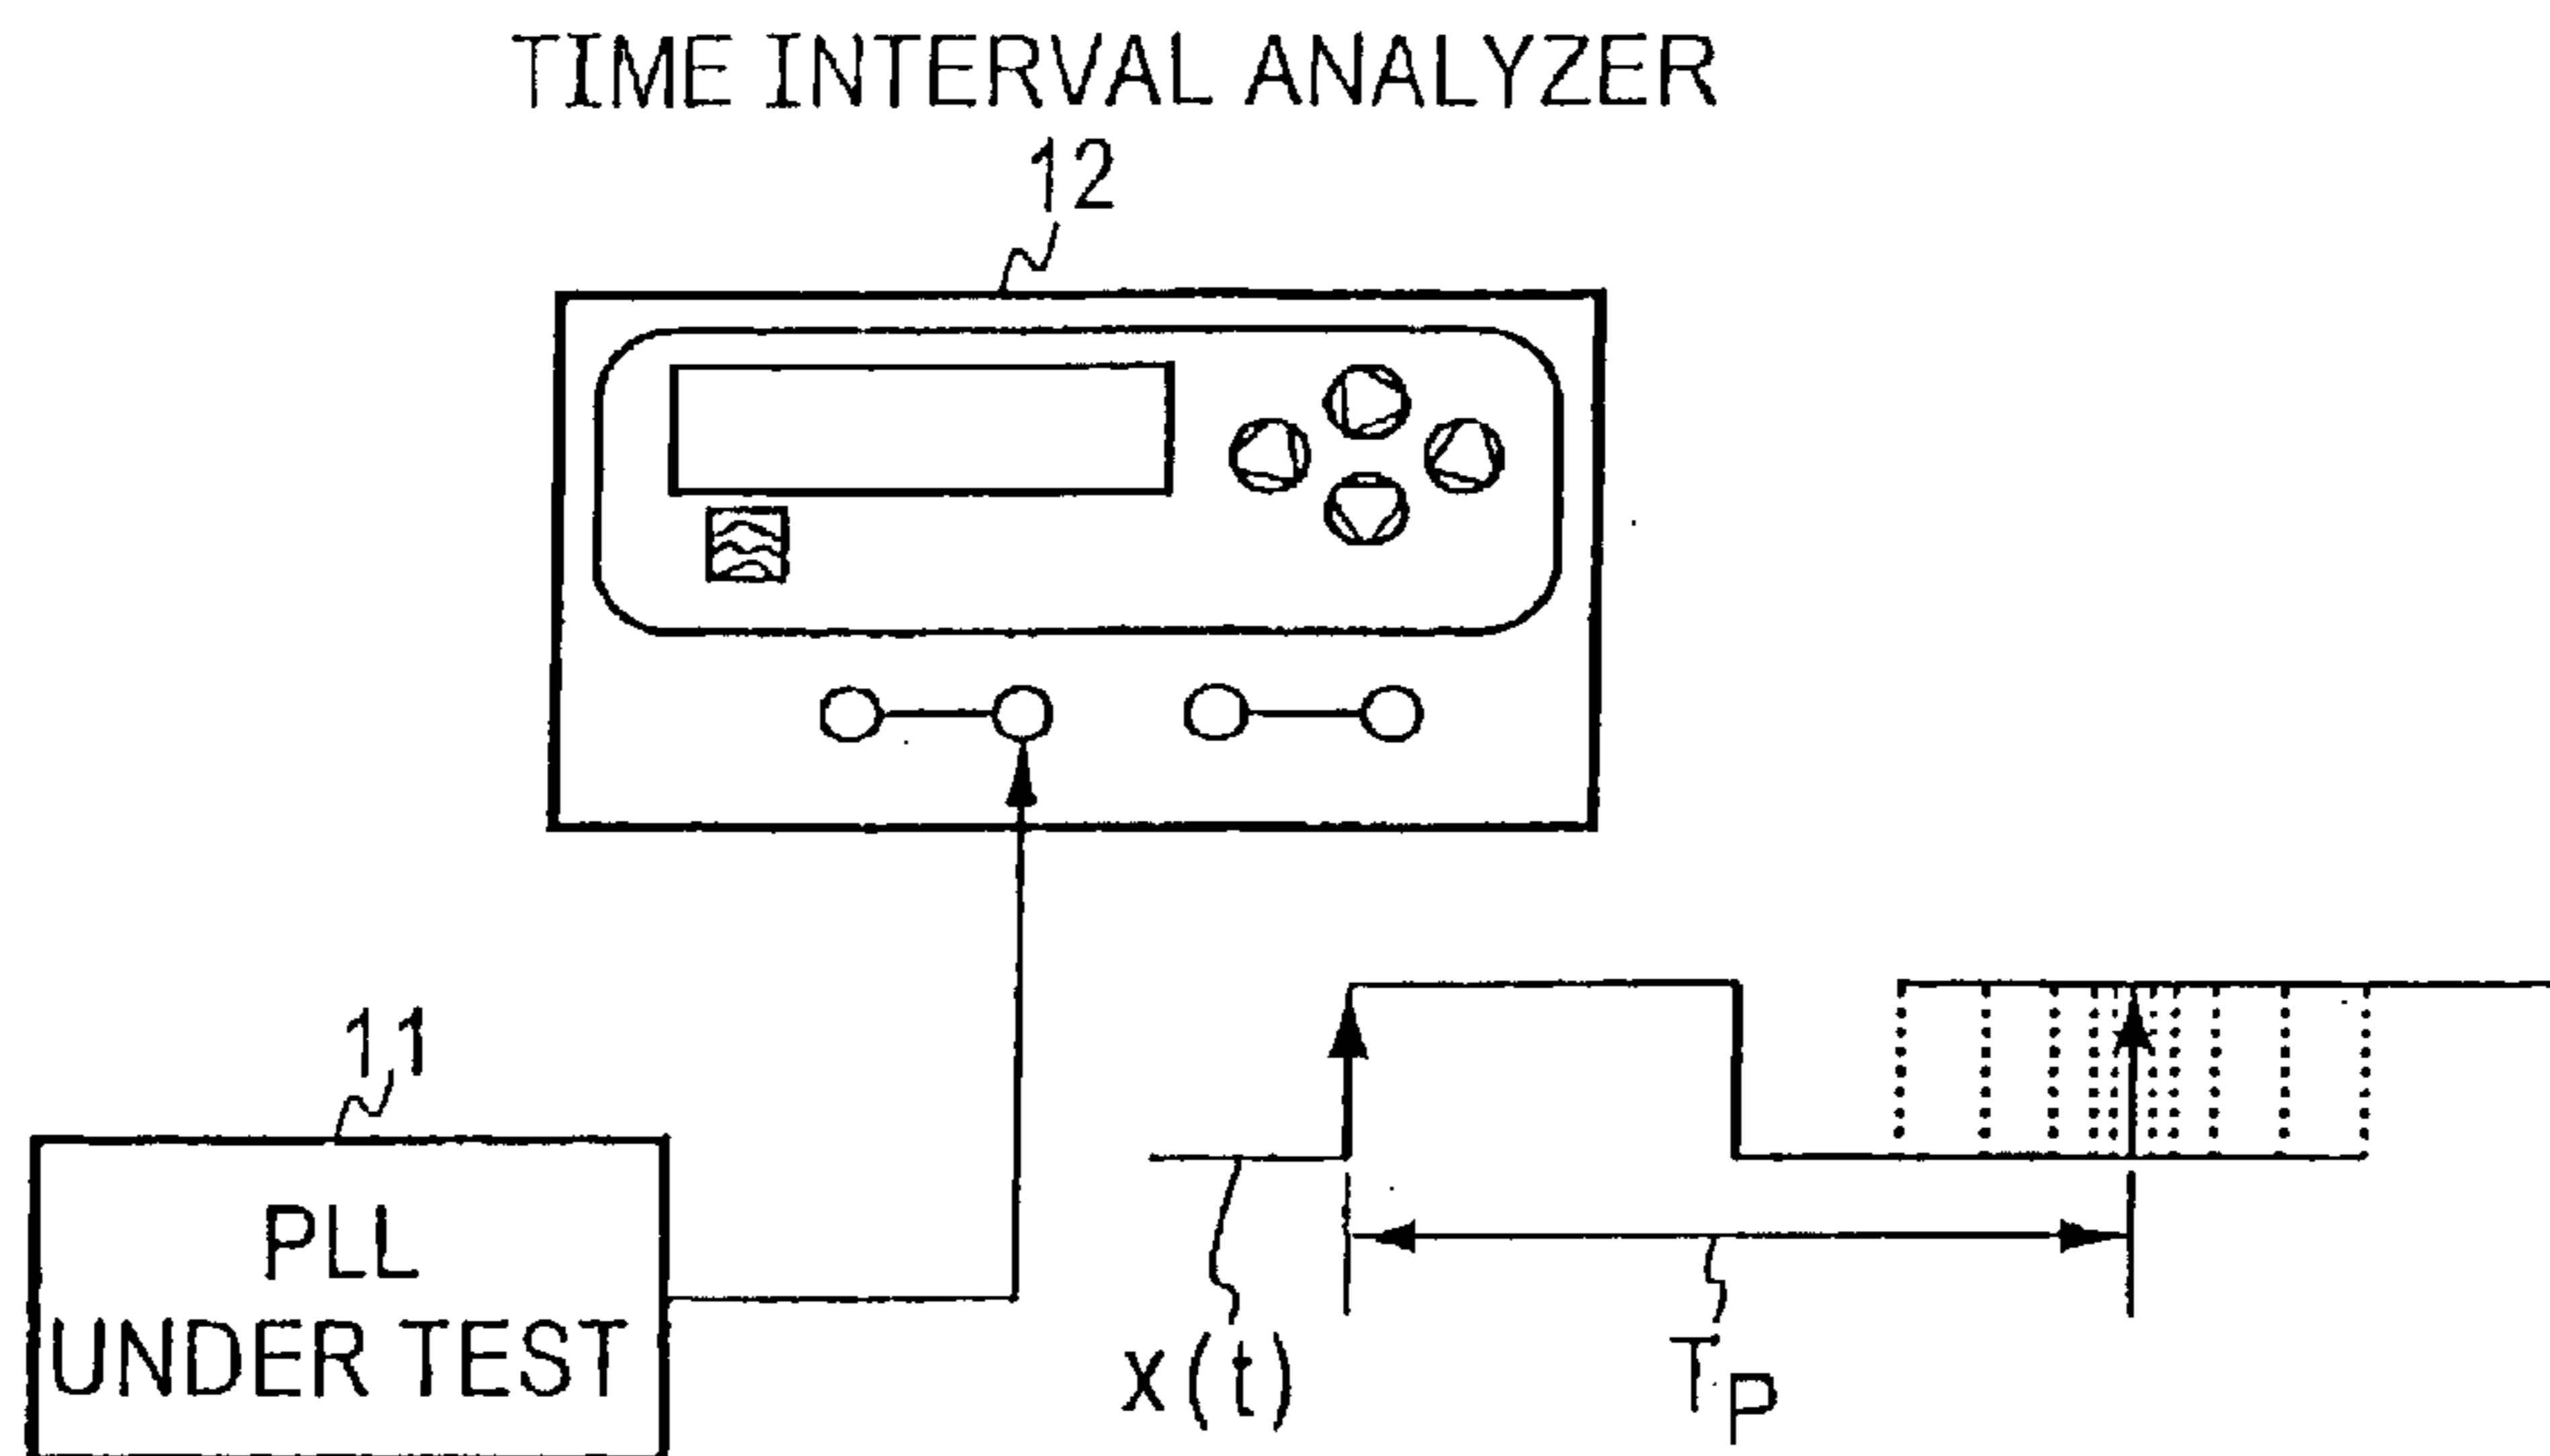 TIME INTERVAL ANALYZER
12
11
PLL
UNDER TEST
x(t)
TP